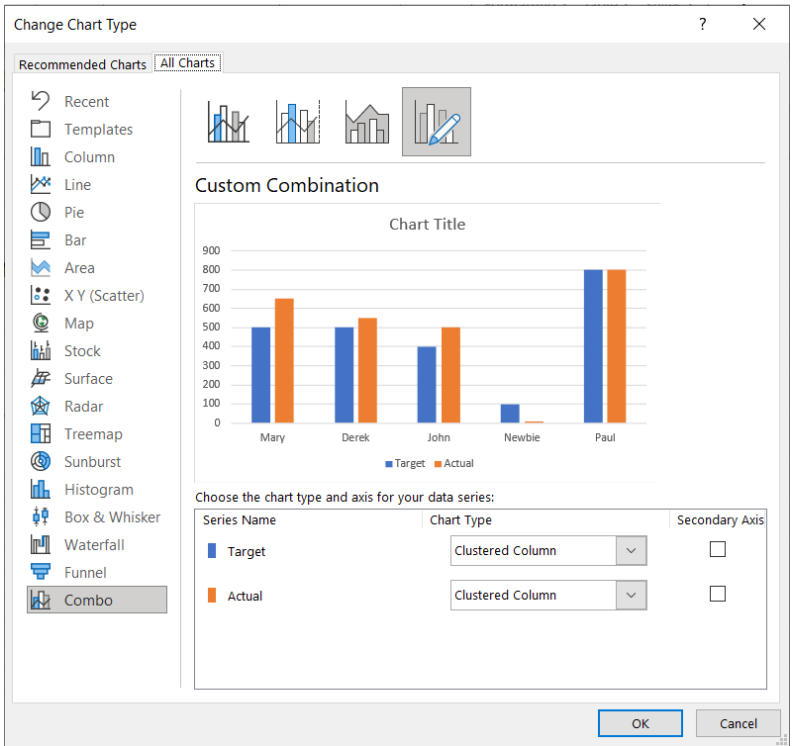 Change Chart Type
?
Recommended Charts All Charts
Recent
Templates
Column
Line
Pie
Bar
Area
X Y (Scatter)
Map
Stock
Surface
Radar
Treemap
Sunburst
Histogram
Box & Whisker
Waterfall
Funnel
Combo
Custom Combination
Chart Title
900
800
700
600
500
400
300
200
100
0
Mary Derek John Newbie Paul
Target Actual
Choose the chart type and axis for your data series:
Series Name Chart Type Secondary Axis
Target Clustered Column
Actual Clustered Column
OK Cancel